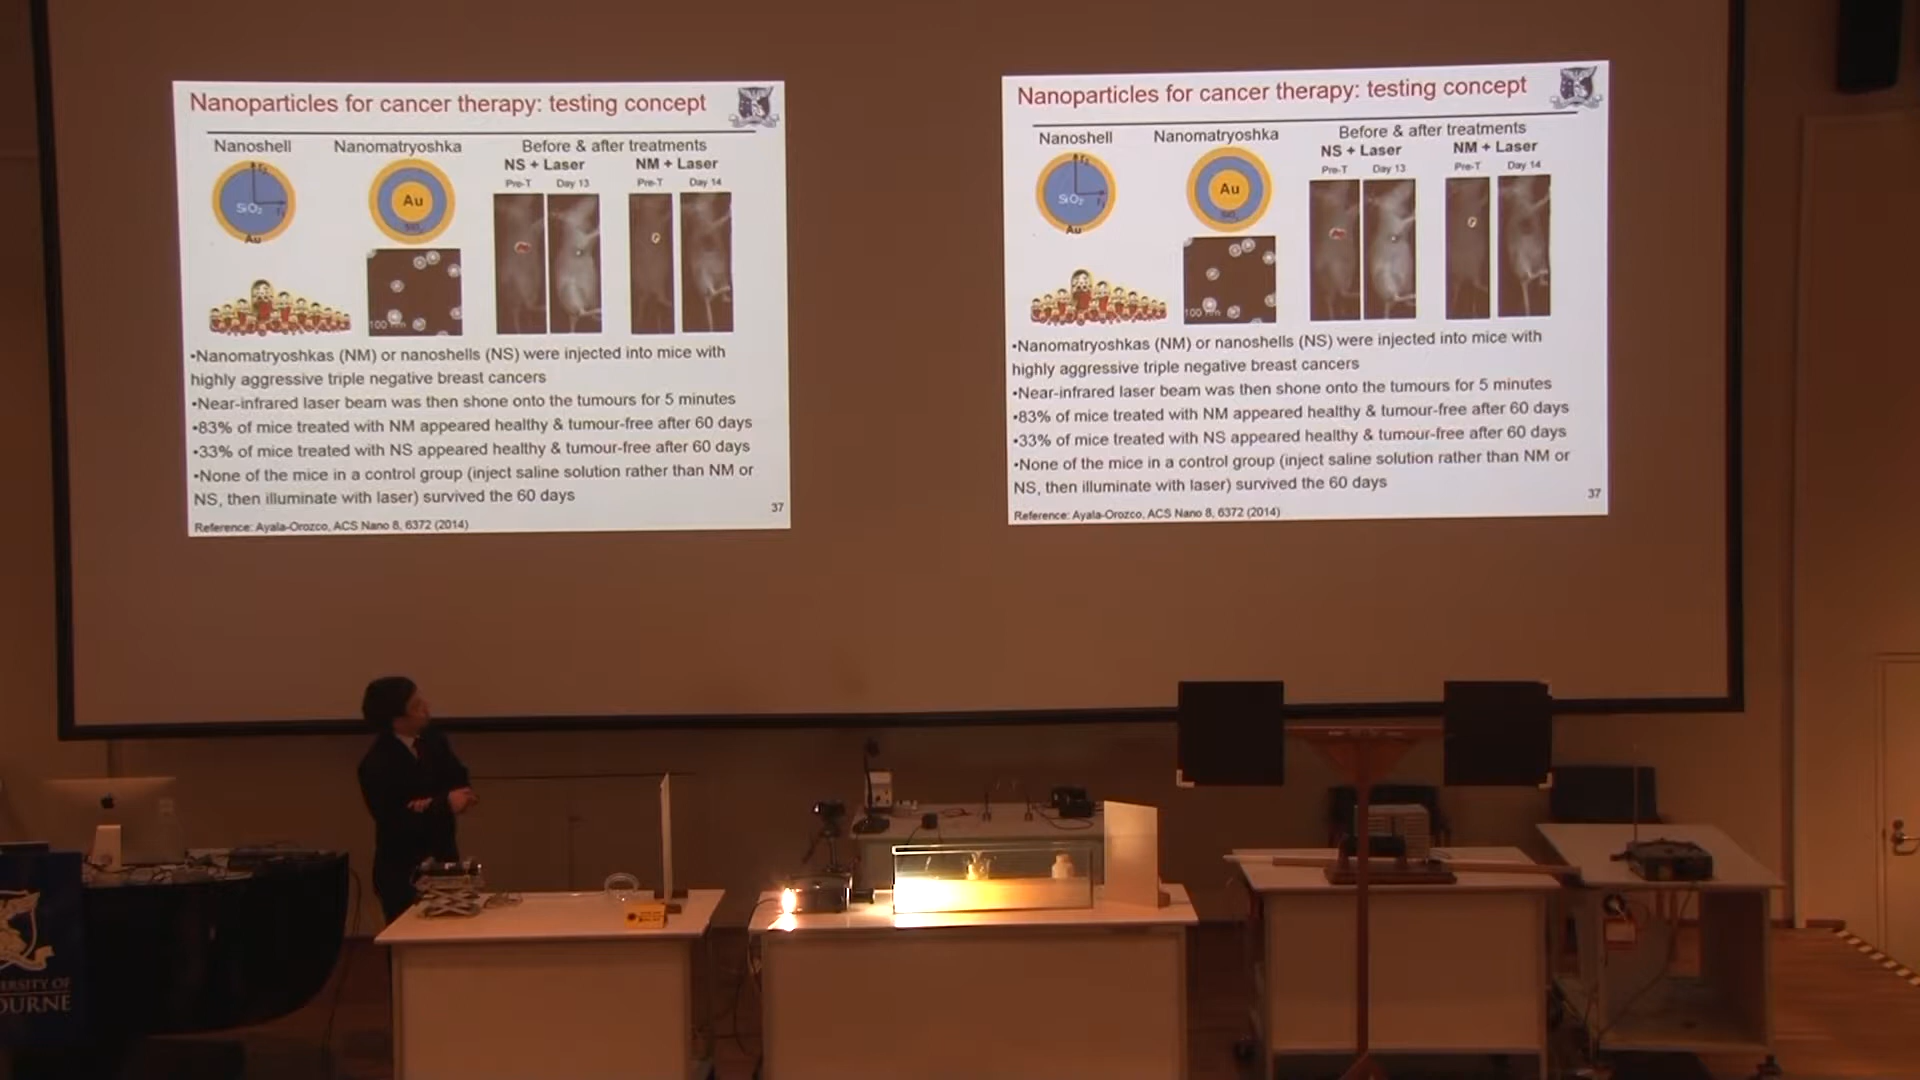 Nanoparticles for cancer therapy: testing concept
Nanoshell
Nanomatryoshka
Before & after treatments
NS + Laser
NM + Laser
Pre-T
Day 13
Pre-T
Day 14
SiO₂
r₂
r₁
Au
Au
SiO₂
100 nm
•Nanomatryoshkas (NM) or nanoshells (NS) were injected into mice with
highly aggressive triple negative breast cancers
•Near-infrared laser beam was then shone onto the tumours for 5 minutes
•83% of mice treated with NM appeared healthy & tumour-free after 60 days
•33% of mice treated with NS appeared healthy & tumour-free after 60 days
•None of the mice in a control group (inject saline solution rather than NM or
NS, then illuminate with laser) survived the 60 days
37
Reference: Ayala-Orozco, ACS Nano 8, 6372 (2014)
Nanoparticles for cancer therapy: testing concept
Nanoshell
Nanomatryoshka
Before & after treatments
NS + Laser
NM + Laser
Pre-T
Day 13
Pre-T
Day 14
SiO₂
r₂
r₁
Au
Au
SiO₂
100 nm
•Nanomatryoshkas (NM) or nanoshells (NS) were injected into mice with
highly aggressive triple negative breast cancers
•Near-infrared laser beam was then shone onto the tumours for 5 minutes
•83% of mice treated with NM appeared healthy & tumour-free after 60 days
•33% of mice treated with NS appeared healthy & tumour-free after 60 days
•None of the mice in a control group (inject saline solution rather than NM or
NS, then illuminate with laser) survived the 60 days
37
Reference: Ayala-Orozco, ACS Nano 8, 6372 (2014)
ERSITY OF
OURNE